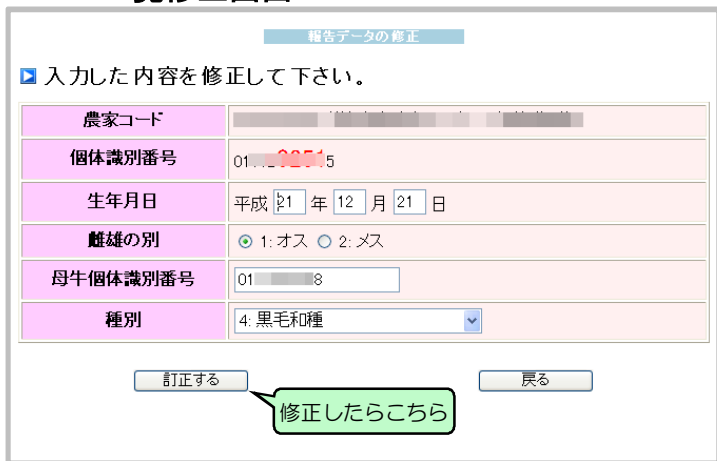 報告データの修正
入力した内容を修正して下さい。
農家コード
個体識別番号 01 5
生年月日 平成 21 年 12 月 21 日
雌雄の別 1: オス 2: メス
母牛個体識別番号 01 8
種別 4: 黒毛和種
訂正する 戻る
修正したらこちら